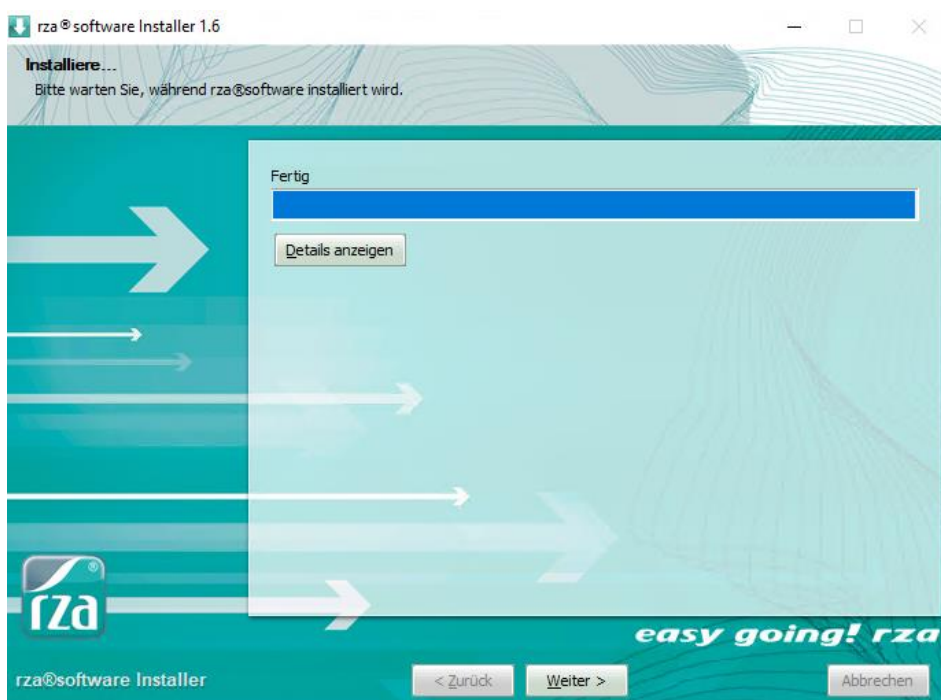 rza® software Installer 1.6
Installiere...
Bitte warten Sie, während rza®software installiert wird.
Fertig
Details anzeigen
rza®
easy going! rza
rza®software Installer
< Zurück
Weiter >
Abbrechen